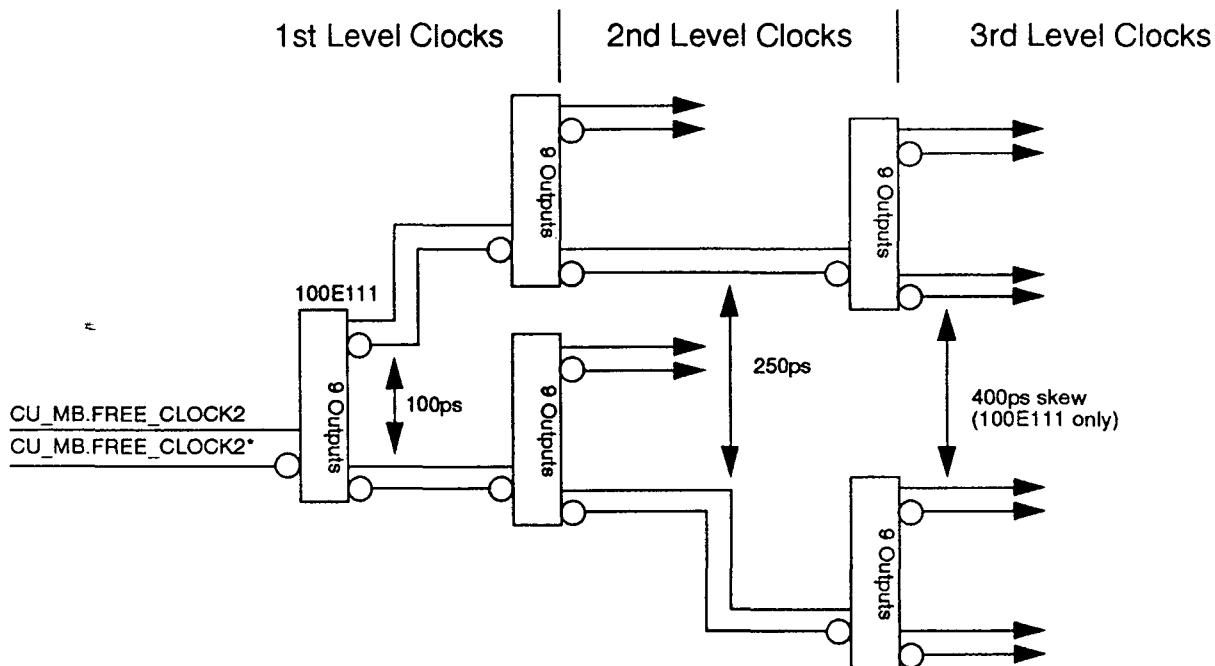 1st Level Clocks
2nd Level Clocks
3rd Level Clocks
9 Outputs
9 Outputs
100E111
9 Outputs
9 Outputs
100ps
250ps
400ps skew
(100E111 only)
CU_MB.FREE_CLOCK2
CU_MB.FREE_CLOCK2*
9 Outputs